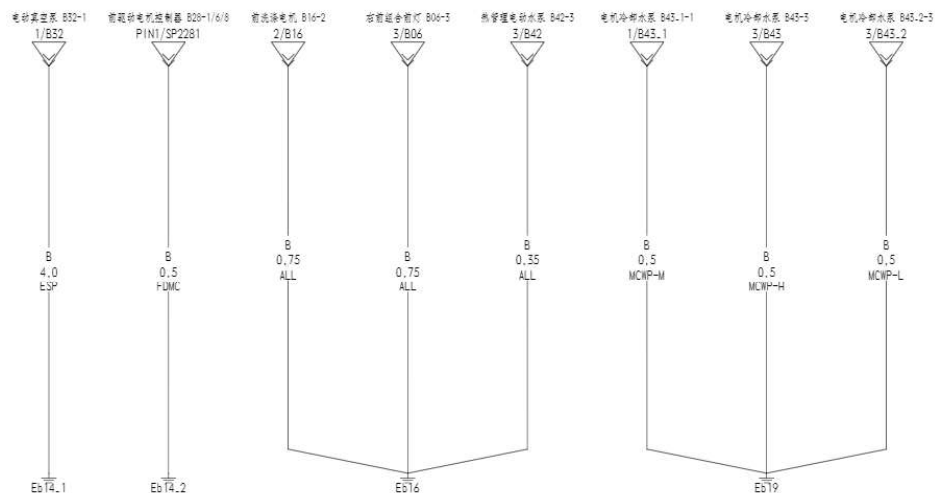 电动真空泵 B32-1
1/B32
前驱动电机控制器 B28-1/6/8
PIN1/SP2281
前洗涤电机 B16-2
2/B16
右前组合前灯 B06-3
3/B06
热管理电动水泵 B42-3
3/B42
电机冷却水泵 B43-1-1
1/B43_1
电机冷却水泵 B43-3
3/B43
电机冷却水泵 B43-2-3
3/B43_2
B
4,0
ESP
B
0,5
FDMC
B
0,75
ALL
B
0,75
ALL
B
0,35
ALL
B
0,5
MCWP-M
B
0,5
MCWP-H
B
0,5
MCWP-L
Eb14_1
Eb14_2
Eb16
Eb19